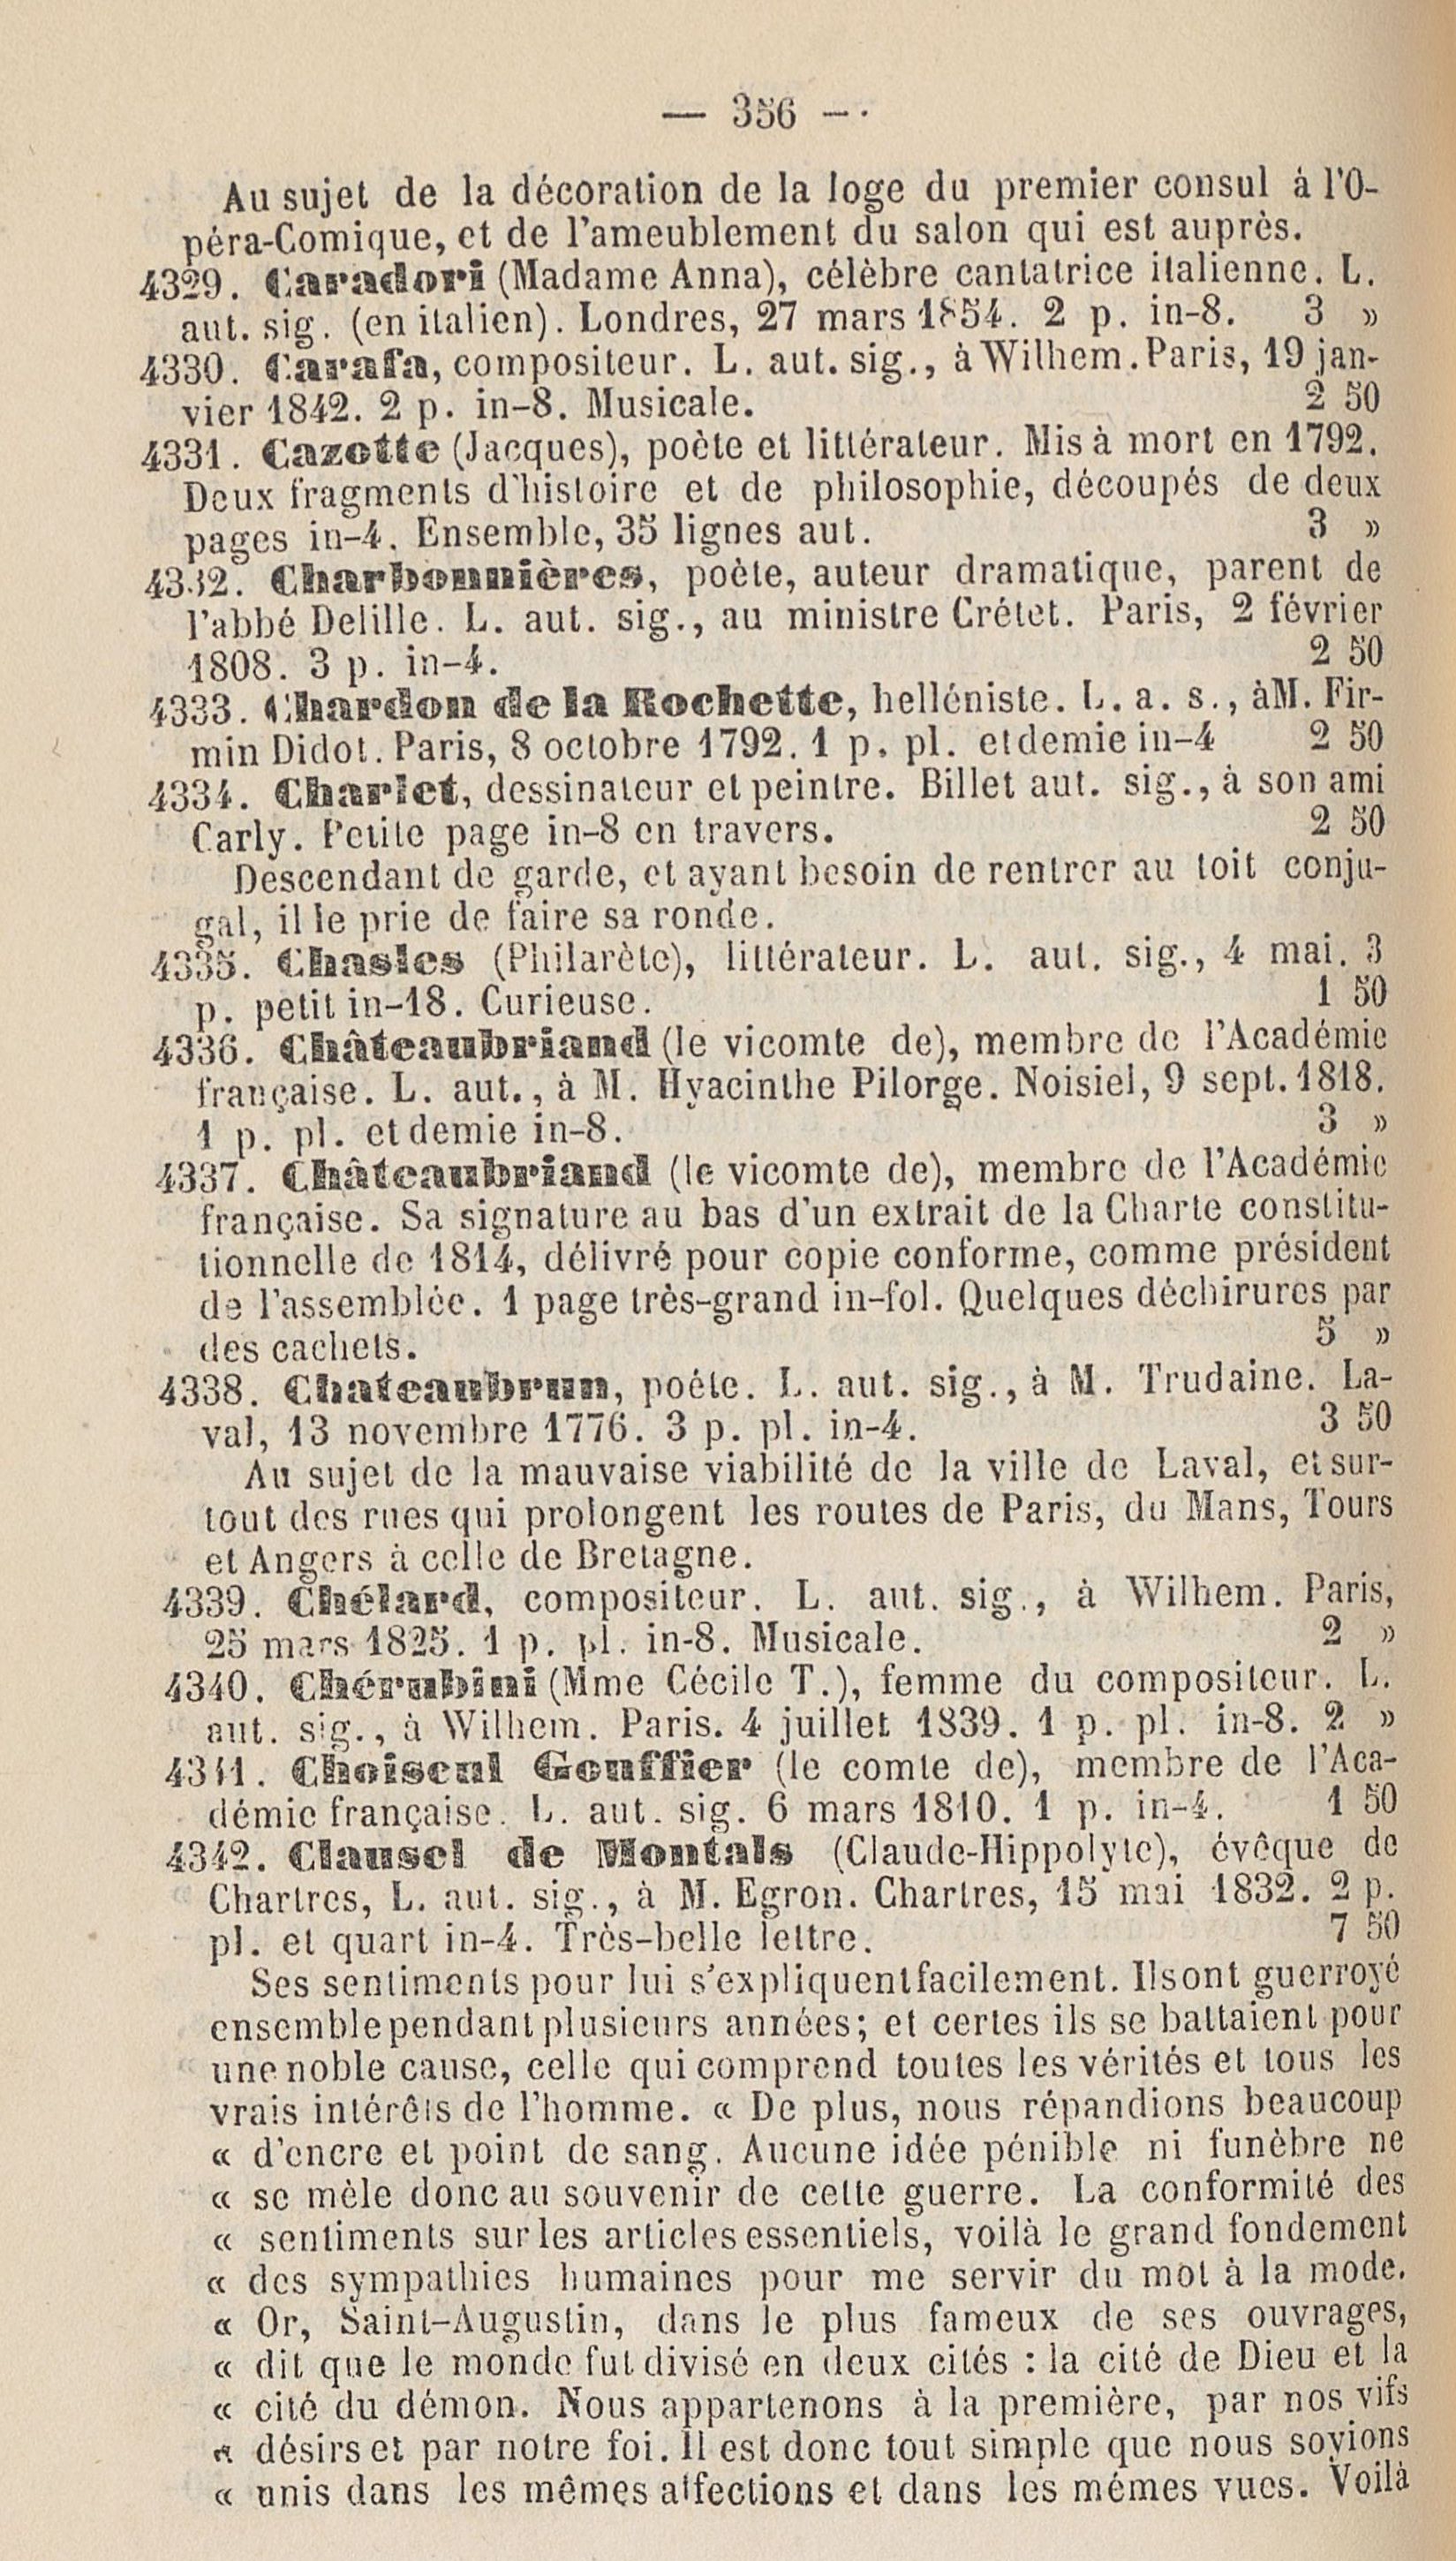 — 356 —
Au sujet de la décoration de la loge du premier consul à l'O-
péra-Comique, et de l'ameublement du salon qui est auprès.
4329. Caradori (Madame Anna), célèbre cantatrice italienne. L.
aut. sig. (en italien). Londres, 27 mars 1854. 2 p. in-8. 3 »
4330. Carafa, compositeur. L. aut. sig., à Wilhem. Paris, 19 jan-
vier 1842. 2 p. in-8. Musicale. 2 50
4331. Cazotte (Jacques), poète et littérateur. Mis à mort en 1792.
Deux fragments d'histoire et de philosophie, découpés de deux
pages in-4. Ensemble, 35 lignes aut. 3 »
4332. Charbonnières, poète, auteur dramatique, parent de
l'abbé Delille. L. aut. sig., au ministre Crétet. Paris, 2 février
1808. 3 p. in-4. 2 50
4333. Chardon de la Rochette, helléniste. L. a. s., à M. Fir-
min Didot. Paris, 8 octobre 1792. 1 p. pl. et demie in-4 2 50
4334. Charlet, dessinateur et peintre. Billet aut. sig., à son ami
Carly. Petite page in-8 en travers. 2 50
Descendant de garde, et ayant besoin de rentrer au toit conju-
gal, il le prie de faire sa ronde.
4335. Chasles (Philarète), littérateur. L. aut. sig., 4 mai. 3
p. petit in-18. Curieuse. 1 50
4336. Châteaubriand (le vicomte de), membre de l'Académie
française. L. aut., à M. Hyacinthe Pilorge. Noisiel, 9 sept. 1818.
1 p. pl. et demie in-8. 3 »
4337. Châteaubriand (le vicomte de), membre de l'Académie
française. Sa signature au bas d'un extrait de la Charte constitu-
tionnelle de 1814, délivré pour copie conforme, comme président
de l'assemblée. 1 page très-grand in-fol. Quelques déchirures par
des cachets. 5 »
4338. Chateaubrun, poéte. L. aut. sig., à M. Trudaine. La-
val, 13 novembre 1776. 3 p. pl. in-4. 3 50
Au sujet de la mauvaise viabilité de la ville de Laval, et sur-
tout des rues qui prolongent les routes de Paris, du Mans, Tours
et Angers à celle de Bretagne.
4339. Chélard, compositeur. L. aut. sig., à Wilhem. Paris,
25 mars 1825. 1 p. pl. in-8. Musicale. 2 »
4340. Chérubini (Mme Cécile T.), femme du compositeur. L.
aut. sig., à Wilhem. Paris. 4 juillet 1839. 1 p. pl. in-8. 2 »
4341. Choiseul Gouffier (le comte de), membre de l'Aca-
démie française. L. aut. sig. 6 mars 1810. 1 p. in-4. 1 50
4342. Clausel de Montals (Claude-Hippolyte), évêque de
Chartres, L. aut. sig., à M. Egron. Chartres, 15 mai 1832. 2 p.
pl. et quart in-4. Très-belle lettre. 7 50
Ses sentiments pour lui s'expliquent facilement. Ils ont guerroyé
ensemble pendant plusieurs années; et certes ils se battaient pour
une noble cause, celle qui comprend toutes les vérités et tous les
vrais intérêts de l'homme. « De plus, nous répandions beaucoup
« d'encre et point de sang. Aucune idée pénible ni funèbre ne
« se mèle donc au souvenir de cette guerre. La conformité des
« sentiments sur les articles essentiels, voilà le grand fondement
« des sympathies humaines pour me servir du mot à la mode.
« Or, Saint-Augustin, dans le plus fameux de ses ouvrages,
« dit que le monde fut divisé en deux cités : la cité de Dieu et la
« cité du démon. Nous appartenons à la première, par nos vifs
« désirs et par notre foi. Il est donc tout simple que nous soyions
« unis dans les mêmes affections et dans les mémes vues. Voilà